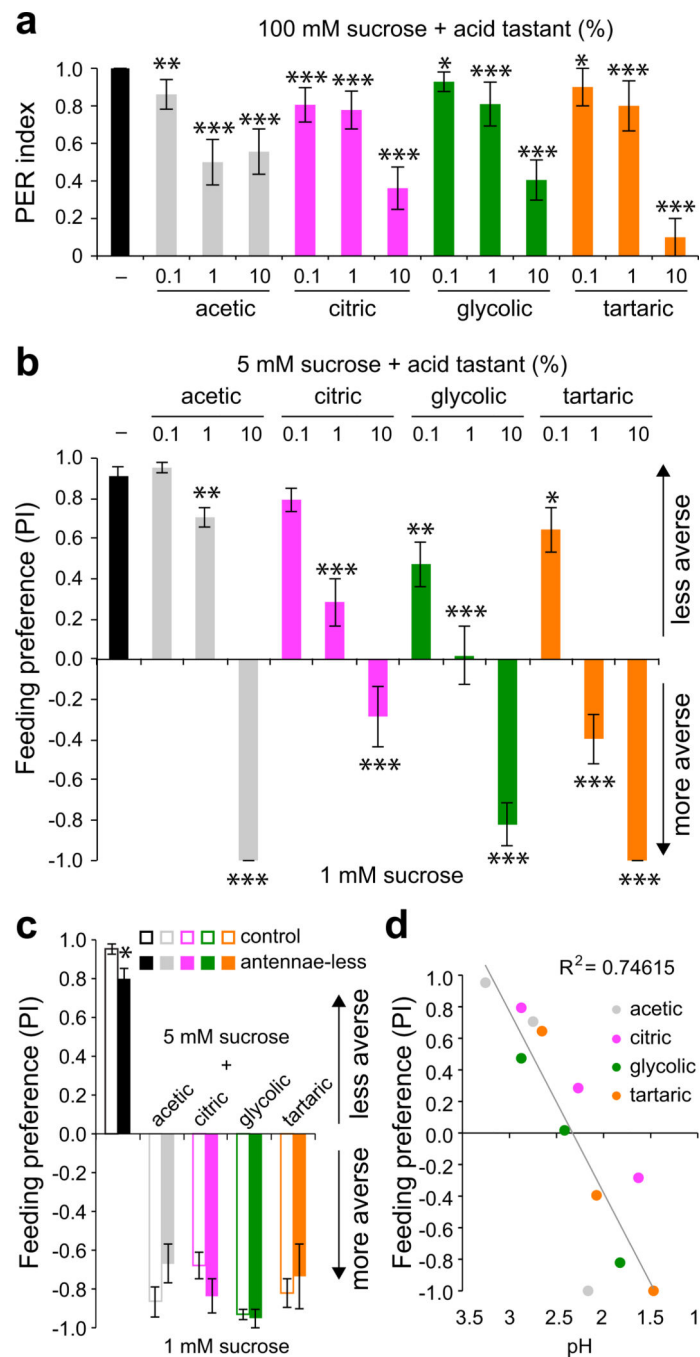 a
100 mM sucrose + acid tastant (%)
** *** *** *** *** *** * *** *** * *** ***
1.0
0.8
0.6
0.4
0.2
0
PER index
– 0.1 1 10 0.1 1 10 0.1 1 10 0.1 1 10
acetic citric glycolic tartaric
b
5 mM sucrose + acid tastant (%)
acetic citric glycolic tartaric
– 0.1 1 10 0.1 1 10 0.1 1 10 0.1 1 10
1.0
0.8
0.6
0.4
0.2
0.0
-0.2
-0.4
-0.6
-0.8
-1.0
Feeding preference (PI)
** *** *** *** ** *** *** * *** ***
less averse
more averse
1 mM sucrose
c
1.0
0.8
0.6
0.4
0.2
0.0
-0.2
-0.4
-0.6
-0.8
-1.0
Feeding preference (PI)
*
control
antennae-less
5 mM sucrose
+
acetic citric glycolic tartaric
less averse
more averse
1 mM sucrose
d
R² = 0.74615
1.0
0.8
0.6
0.4
0.2
0.0
-0.2
-0.4
-0.6
-0.8
-1.0
Feeding preference (PI)
acetic
citric
glycolic
tartaric
3.5 3 2.5 2 1.5 1
pH